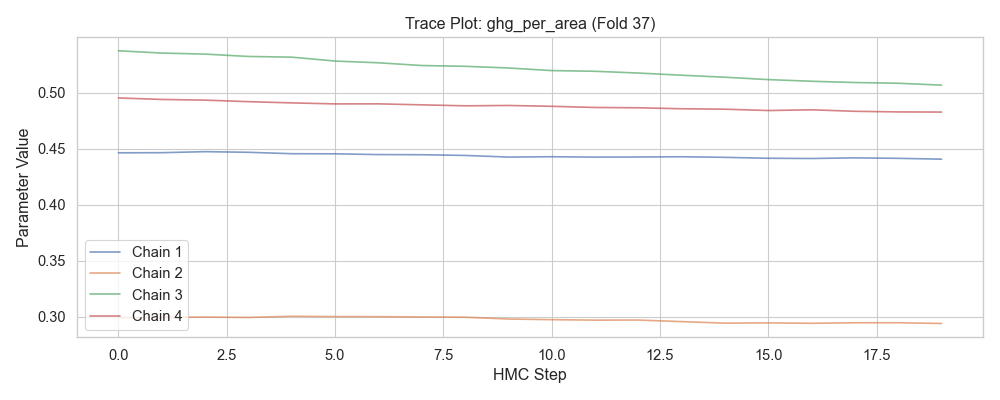 Trace Plot: ghg_per_area (Fold 37)
Parameter Value
0.50
0.45
0.40
0.35
0.30
Chain 1
Chain 2
Chain 3
Chain 4
0.0 2.5 5.0 7.5 10.0 12.5 15.0 17.5
HMC Step